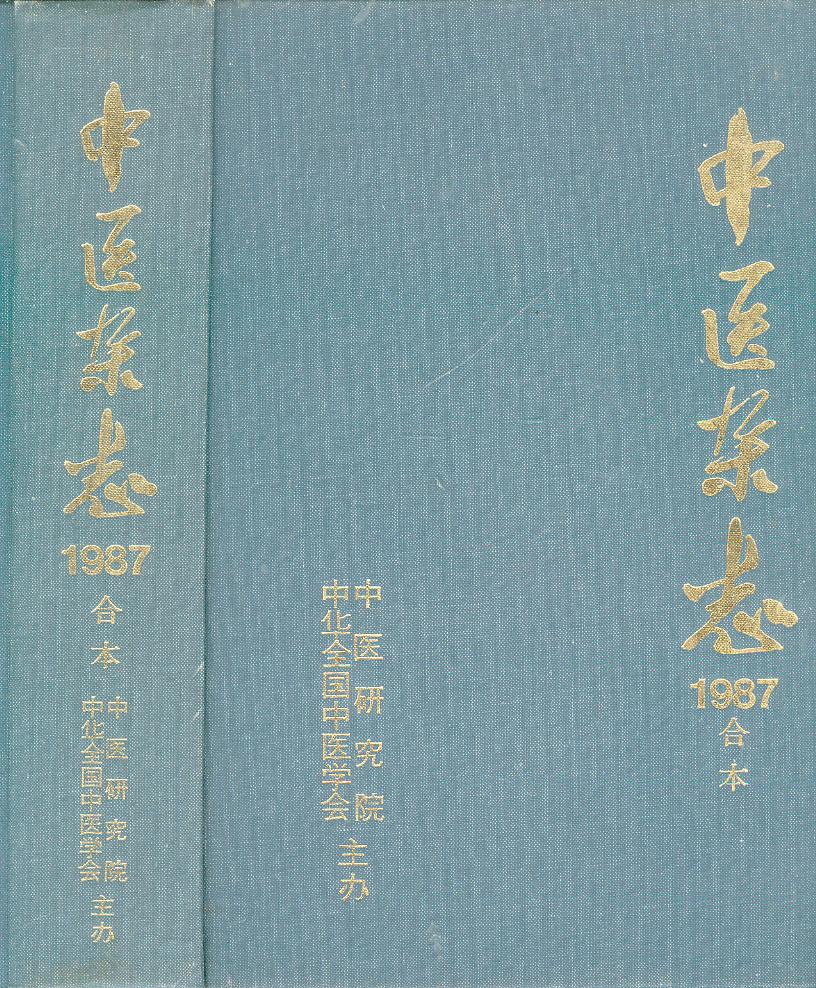 中医杂志
1987
合本
中医研究院
中华全国中医学会
主办
中医杂志
1987
合本
中医研究院
中华全国中医学会
主办